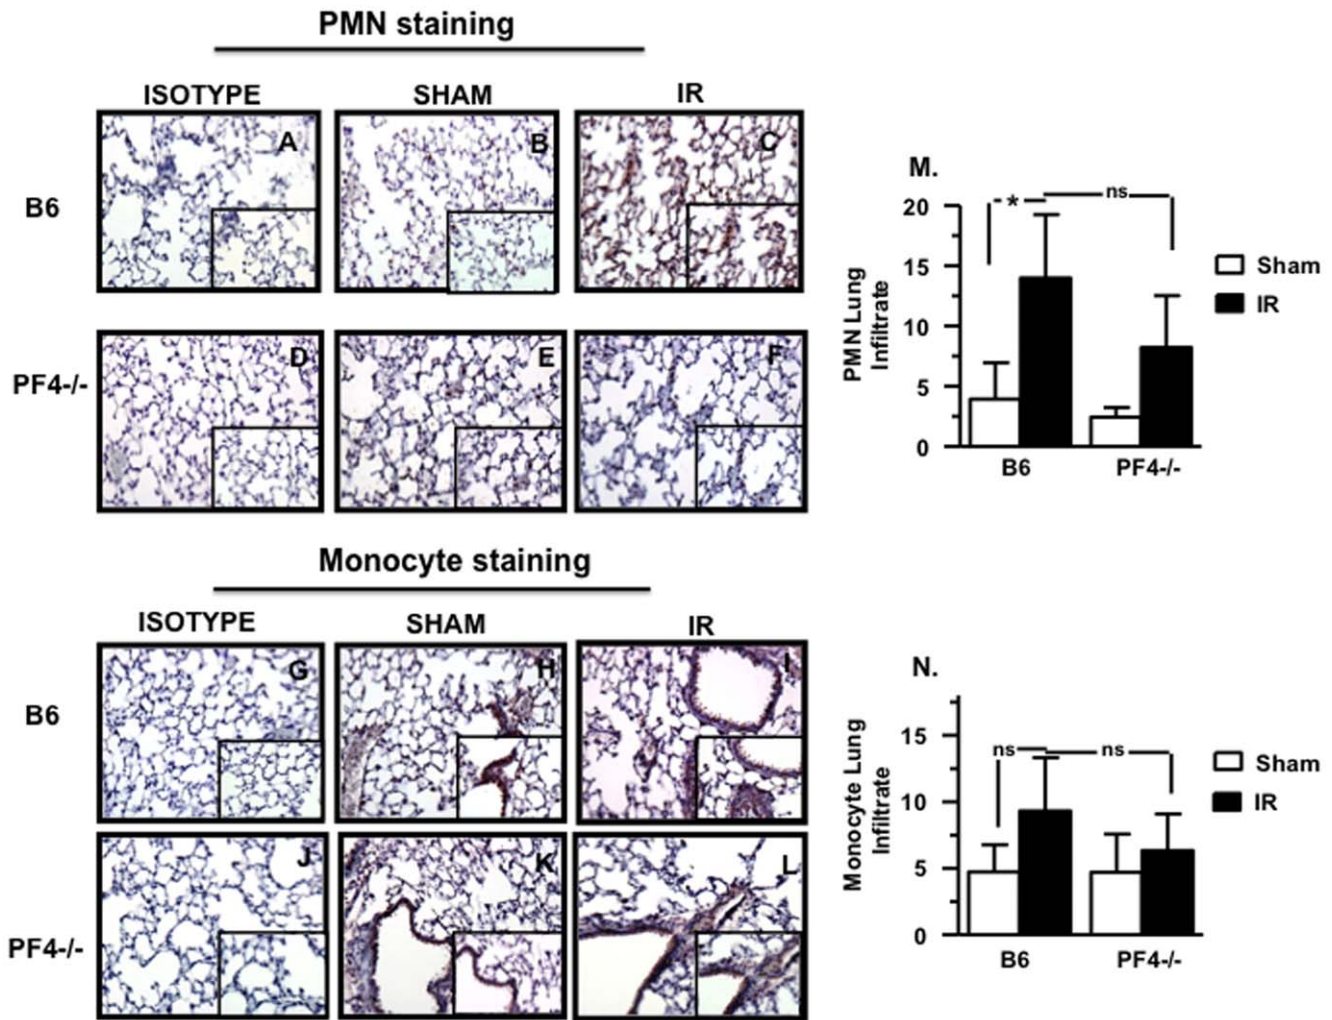 PMN staining
ISOTYPE SHAM IR
B6
A B C
PF4-/-
D E F
M.
PMN Lung
Infiltrate
20
15
10
5
0
* ns
B6 PF4-/-
Sham
IR
Monocyte staining
ISOTYPE SHAM IR
B6
G H I
PF4-/-
J K L
N.
Monocyte Lung
Infiltrate
15
10
5
0
ns ns
B6 PF4-/-
Sham
IR